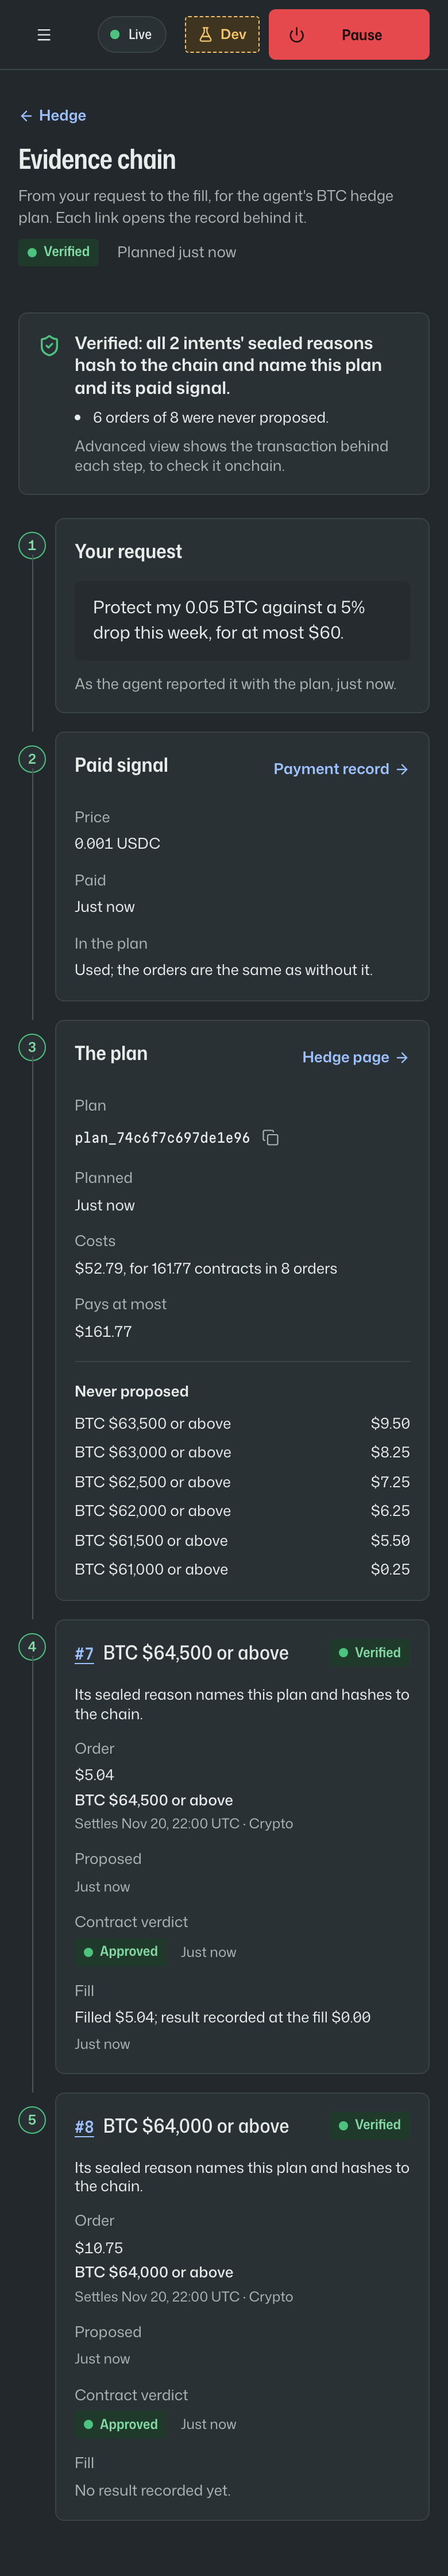 Live
Dev
Pause
← Hedge
Evidence chain
From your request to the fill, for the agent's BTC hedge
plan. Each link opens the record behind it.
Verified
Planned just now
Verified: all 2 intents' sealed reasons
hash to the chain and name this plan
and its paid signal.
• 6 orders of 8 were never proposed.
Advanced view shows the transaction behind
each step, to check it onchain.
1
Your request
Protect my 0.05 BTC against a 5%
drop this week, for at most $60.
As the agent reported it with the plan, just now.
2
Paid signal
Payment record →
Price
0.001 USDC
Paid
Just now
In the plan
Used; the orders are the same as without it.
3
The plan
Hedge page →
Plan
plan_74c6f7c697de1e96
Planned
Just now
Costs
$52.79, for 161.77 contracts in 8 orders
Pays at most
$161.77
Never proposed
BTC $63,500 or above $9.50
BTC $63,000 or above $8.25
BTC $62,500 or above $7.25
BTC $62,000 or above $6.25
BTC $61,500 or above $5.50
BTC $61,000 or above $0.25
4
#7 BTC $64,500 or above
Verified
Its sealed reason names this plan and hashes to
the chain.
Order
$5.04
BTC $64,500 or above
Settles Nov 20, 22:00 UTC · Crypto
Proposed
Just now
Contract verdict
Approved Just now
Fill
Filled $5.04; result recorded at the fill $0.00
Just now
5
#8 BTC $64,000 or above
Verified
Its sealed reason names this plan and hashes to
the chain.
Order
$10.75
BTC $64,000 or above
Settles Nov 20, 22:00 UTC · Crypto
Proposed
Just now
Contract verdict
Approved Just now
Fill
No result recorded yet.